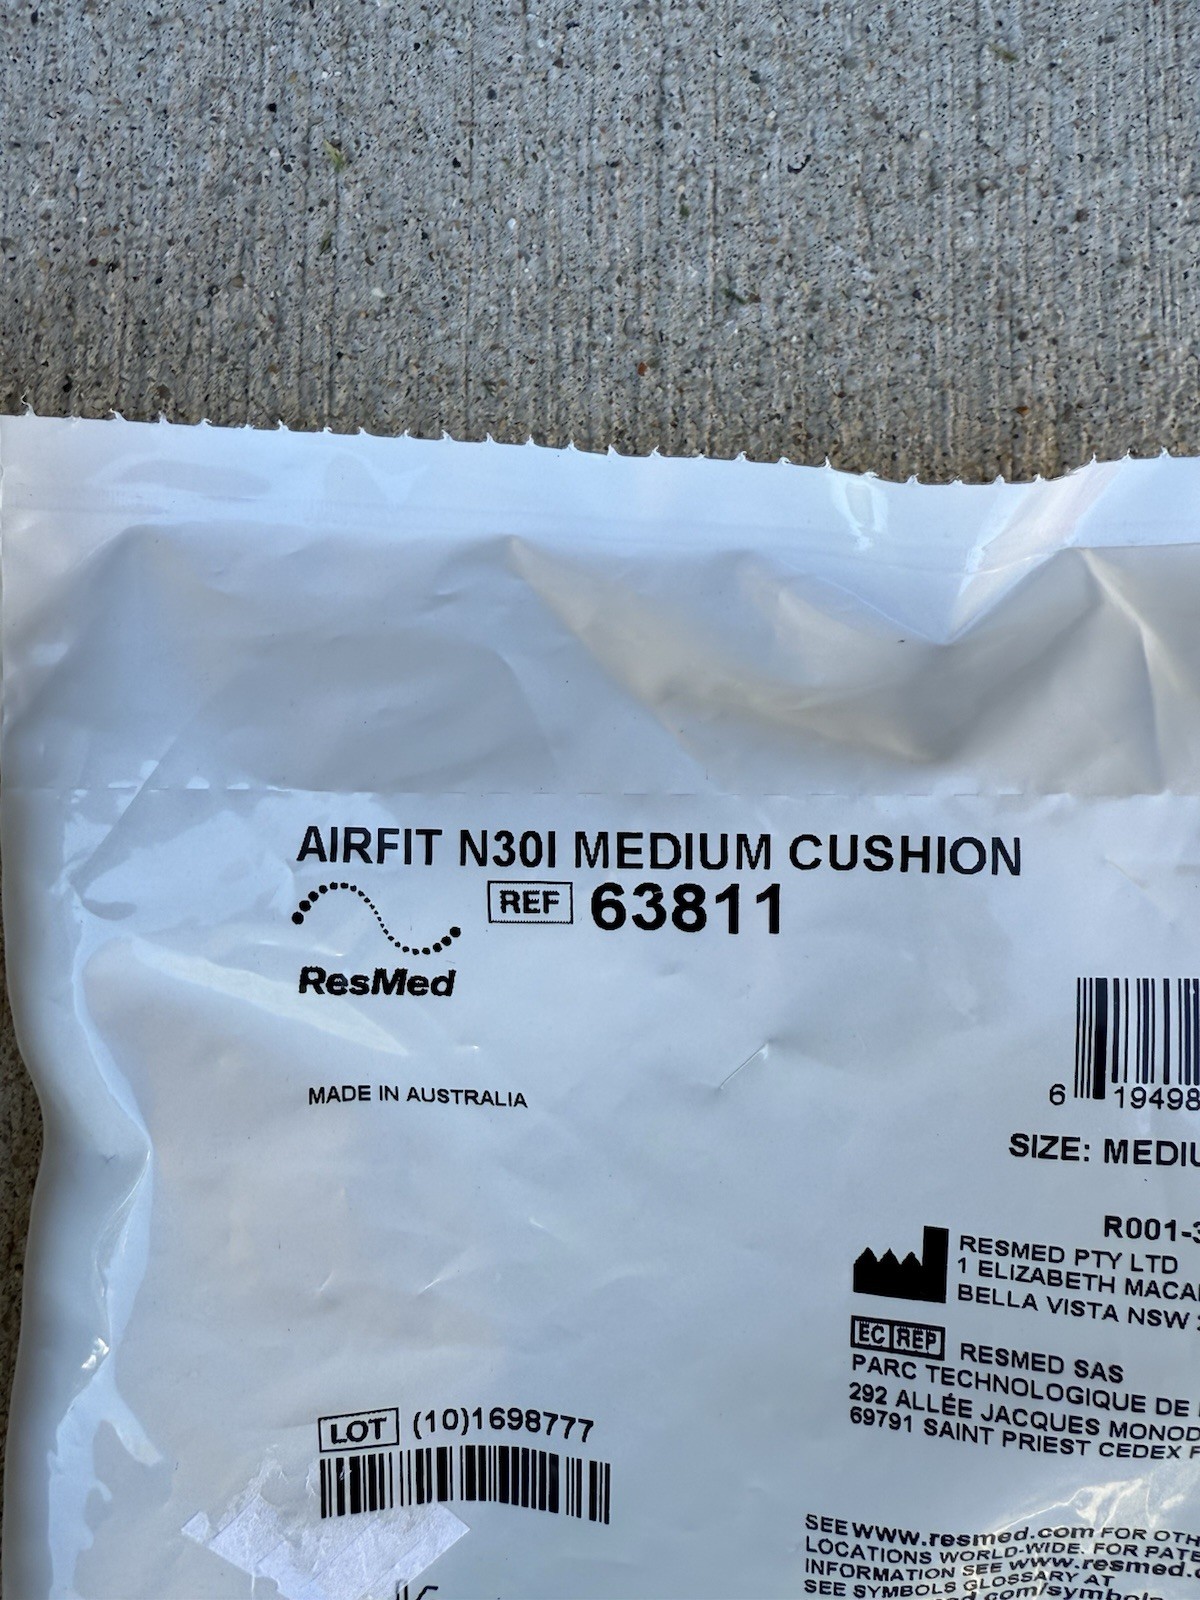 AIRFIT N30I MEDIUM CUSHION
REF 63811
ResMed
MADE IN AUSTRALIA
6 19498
SIZE: MEDIU
R001-3
RESMED PTY LTD
1 ELIZABETH MACA
BELLA VISTA NSW
EC REP RESMED SAS
PARC TECHNOLOGIQUE DE
292 ALLÉE JACQUES MONOD
69791 SAINT PRIEST CEDEX F
LOT (10)1698777
SEE www.resmed.com FOR OTH
LOCATIONS WORLD-WIDE. FOR PATE
INFORMATION SEE www.resmed.c
SEE SYMBOLS GLOSSARY AT
med.com/symbols